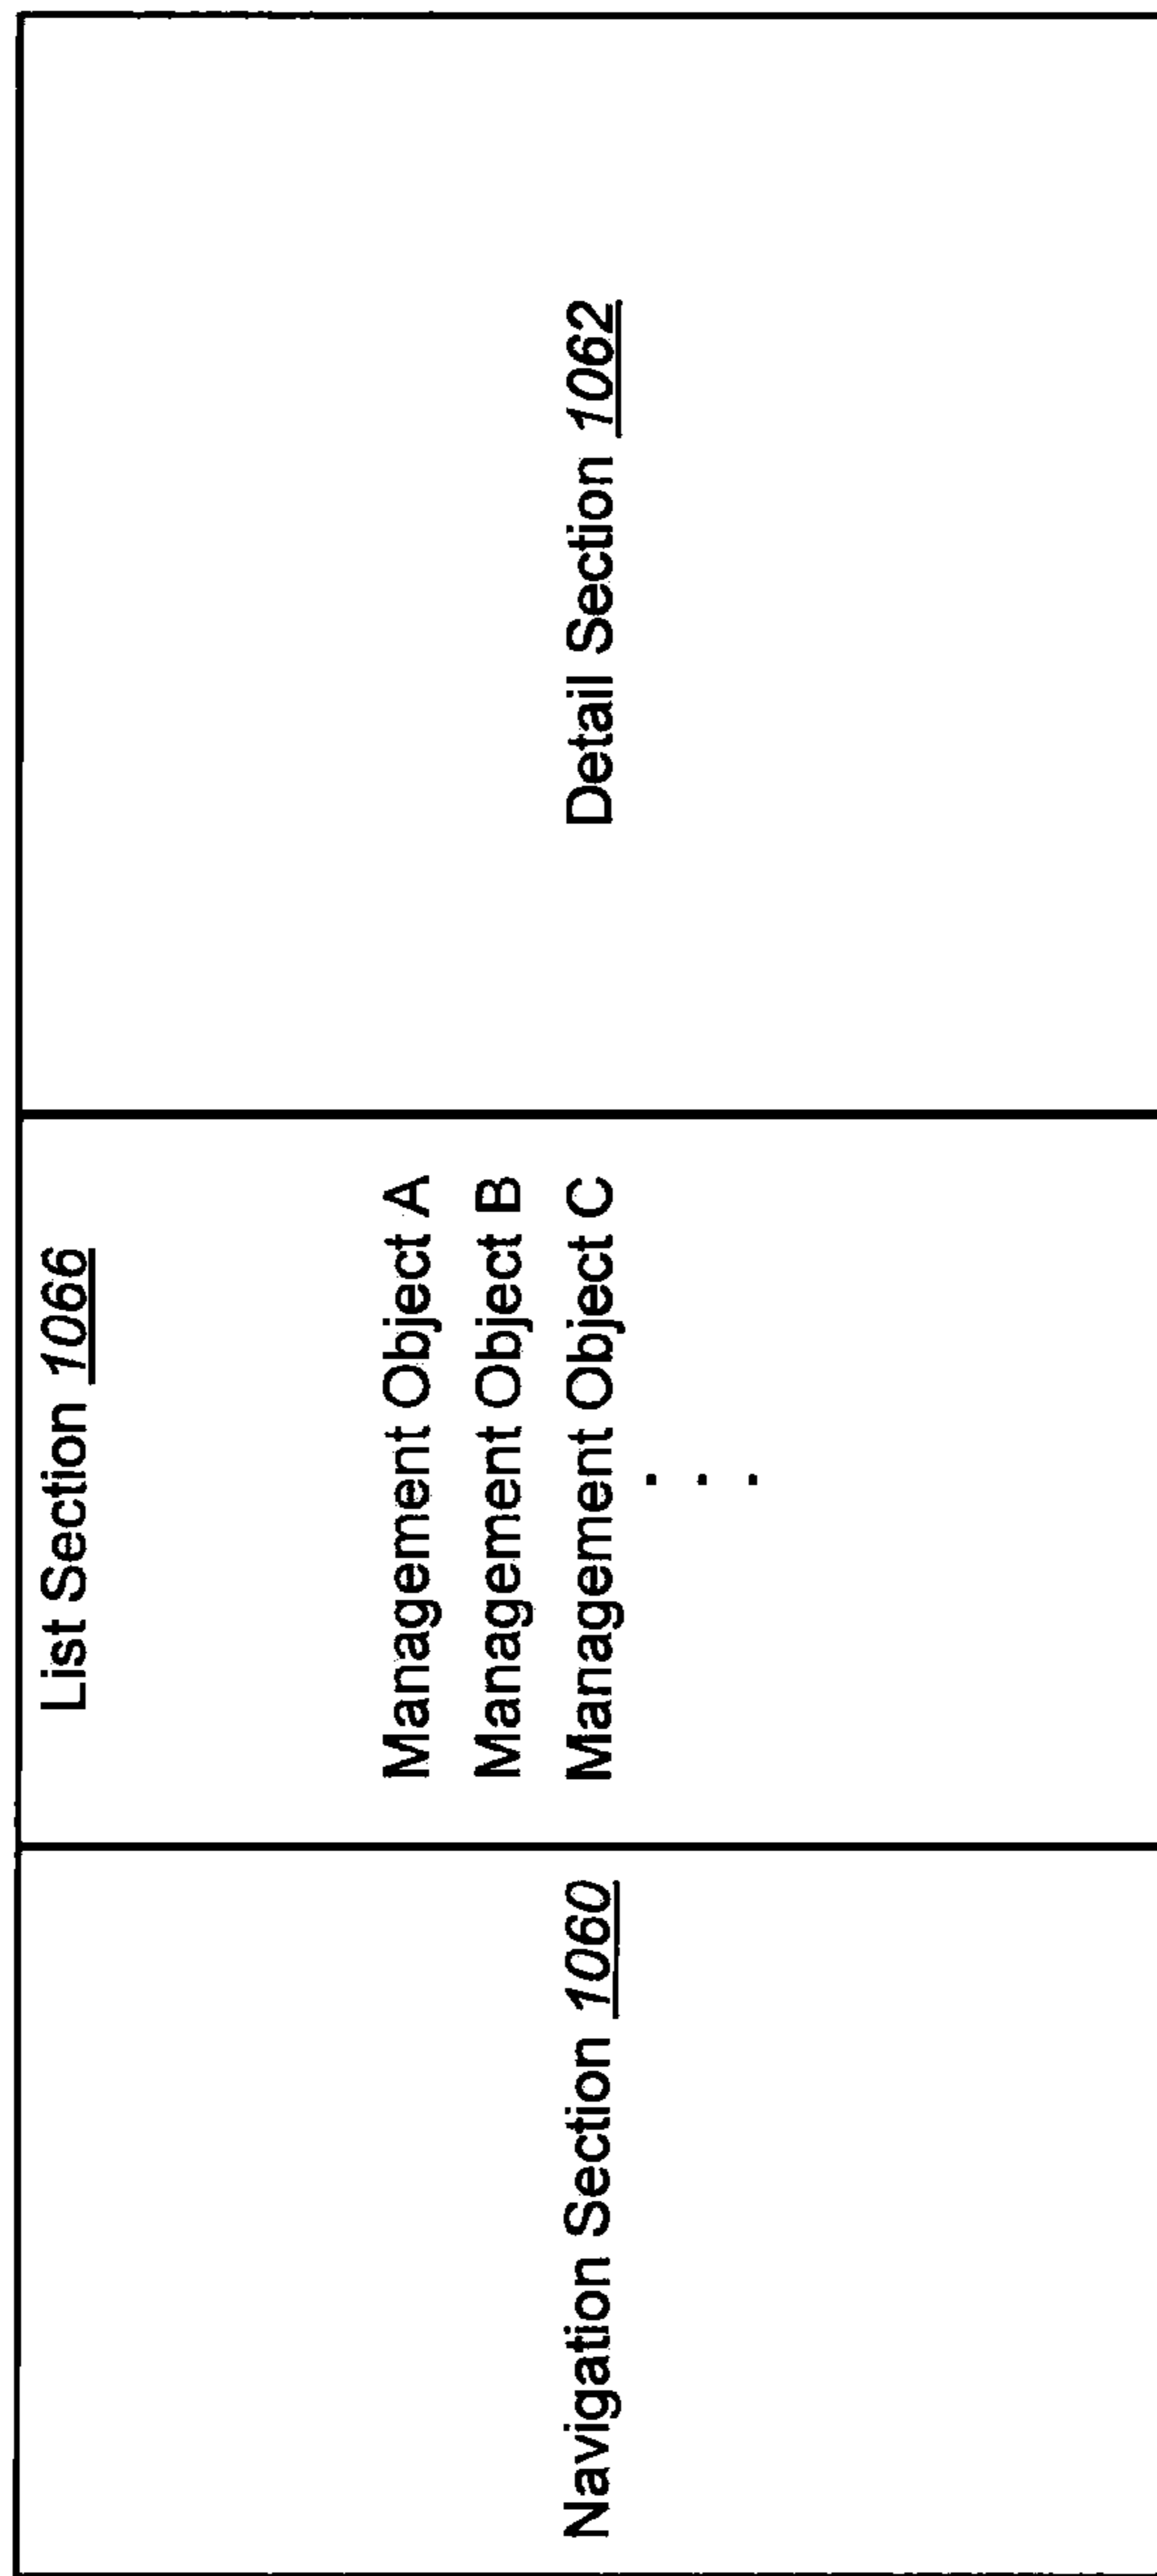 Navigation Section 1060
List Section 1066
Management Object A
Management Object B
Management Object C
. . .
Detail Section 1062